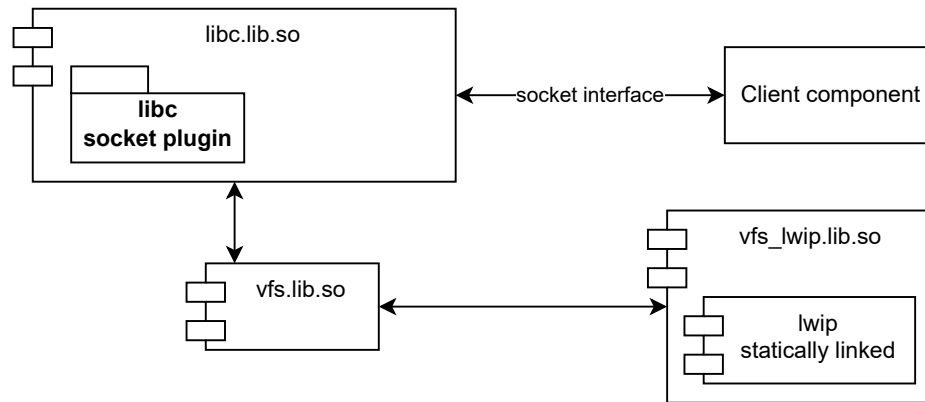 libc.lib.so
libc
socket plugin
socket interface
Client component
vfs.lib.so
vfs_lwip.lib.so
lwip
statically linked